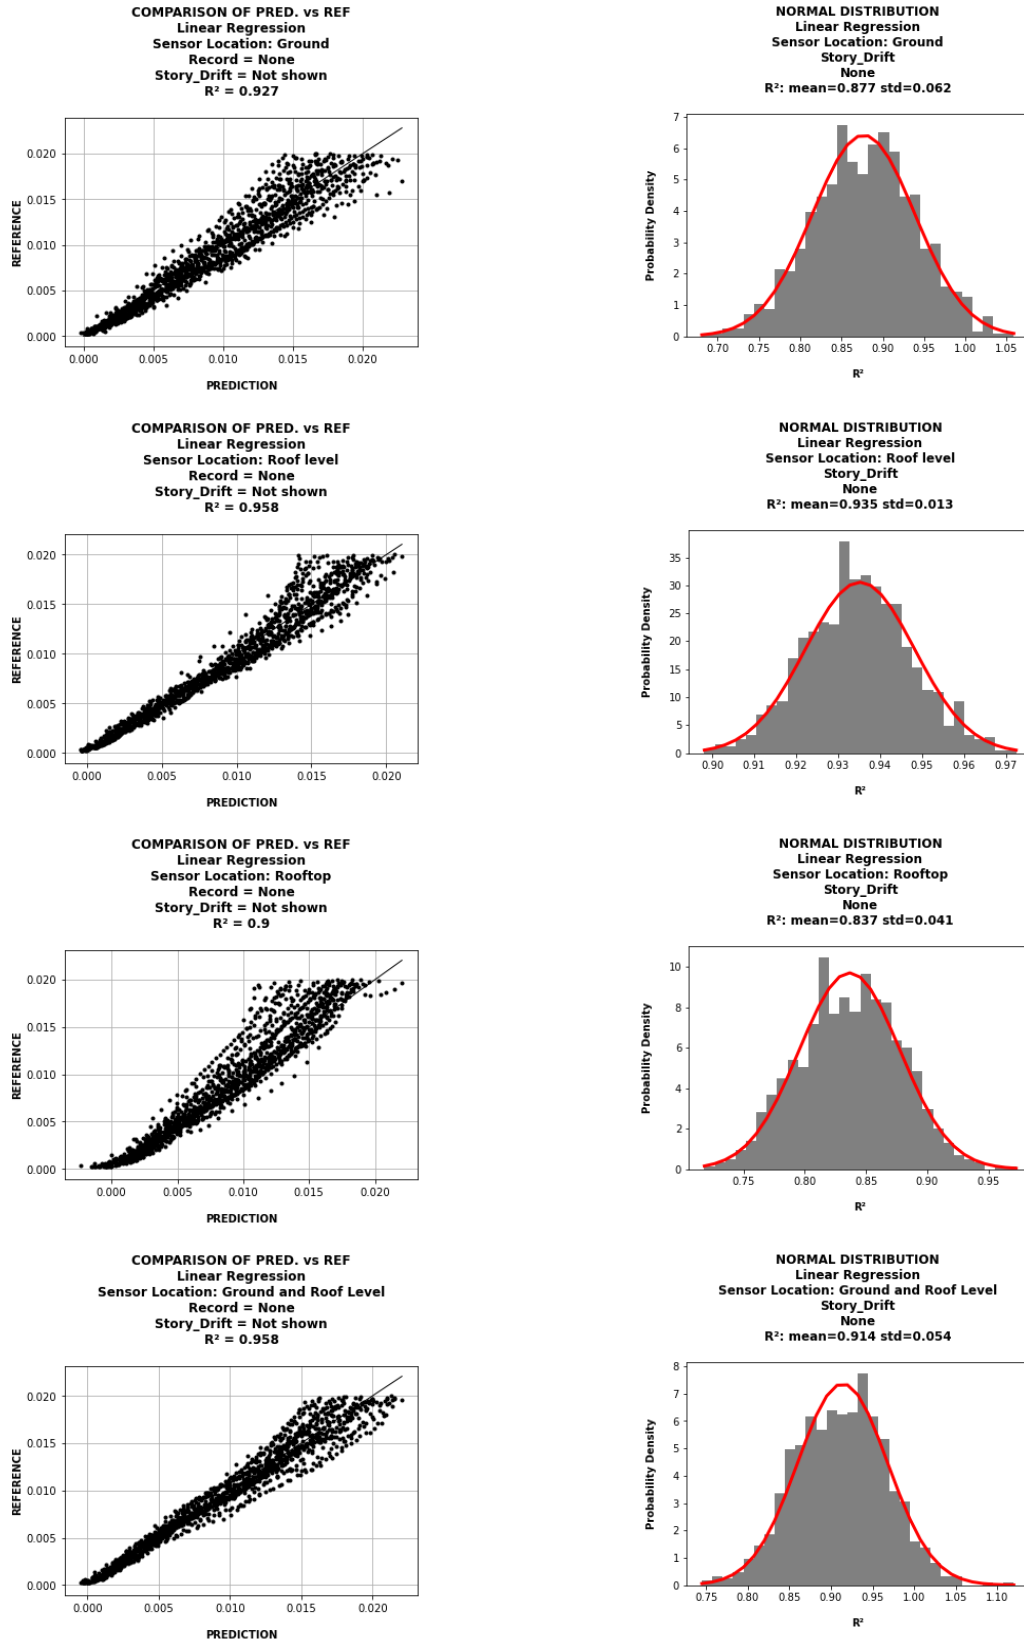 COMPARISON OF PRED. vs REF
Linear Regression
Sensor Location: Ground
Record = None
Story_Drift = Not shown
R² = 0.927
0.020
0.015
0.010
0.005
0.000
REFERENCE
0.000 0.005 0.010 0.015 0.020
PREDICTION
NORMAL DISTRIBUTION
Linear Regression
Sensor Location: Ground
Story_Drift
None
R²: mean=0.877 std=0.062
7
6
5
4
3
2
1
0
Probability Density
0.70 0.75 0.80 0.85 0.90 0.95 1.00 1.05
R²
COMPARISON OF PRED. vs REF
Linear Regression
Sensor Location: Roof level
Record = None
Story_Drift = Not shown
R² = 0.958
0.020
0.015
0.010
0.005
0.000
REFERENCE
0.000 0.005 0.010 0.015 0.020
PREDICTION
NORMAL DISTRIBUTION
Linear Regression
Sensor Location: Roof level
Story_Drift
None
R²: mean=0.935 std=0.013
35
30
25
20
15
10
5
0
Probability Density
0.90 0.91 0.92 0.93 0.94 0.95 0.96 0.97
R²
COMPARISON OF PRED. vs REF
Linear Regression
Sensor Location: Rooftop
Record = None
Story_Drift = Not shown
R² = 0.9
0.020
0.015
0.010
0.005
0.000
REFERENCE
0.000 0.005 0.010 0.015 0.020
PREDICTION
NORMAL DISTRIBUTION
Linear Regression
Sensor Location: Rooftop
Story_Drift
None
R²: mean=0.837 std=0.041
10
8
6
4
2
0
Probability Density
0.75 0.80 0.85 0.90 0.95
R²
COMPARISON OF PRED. vs REF
Linear Regression
Sensor Location: Ground and Roof Level
Record = None
Story_Drift = Not shown
R² = 0.958
0.020
0.015
0.010
0.005
0.000
REFERENCE
0.000 0.005 0.010 0.015 0.020
PREDICTION
NORMAL DISTRIBUTION
Linear Regression
Sensor Location: Ground and Roof Level
Story_Drift
None
R²: mean=0.914 std=0.054
8
7
6
5
4
3
2
1
0
Probability Density
0.75 0.80 0.85 0.90 0.95 1.00 1.05 1.10
R²